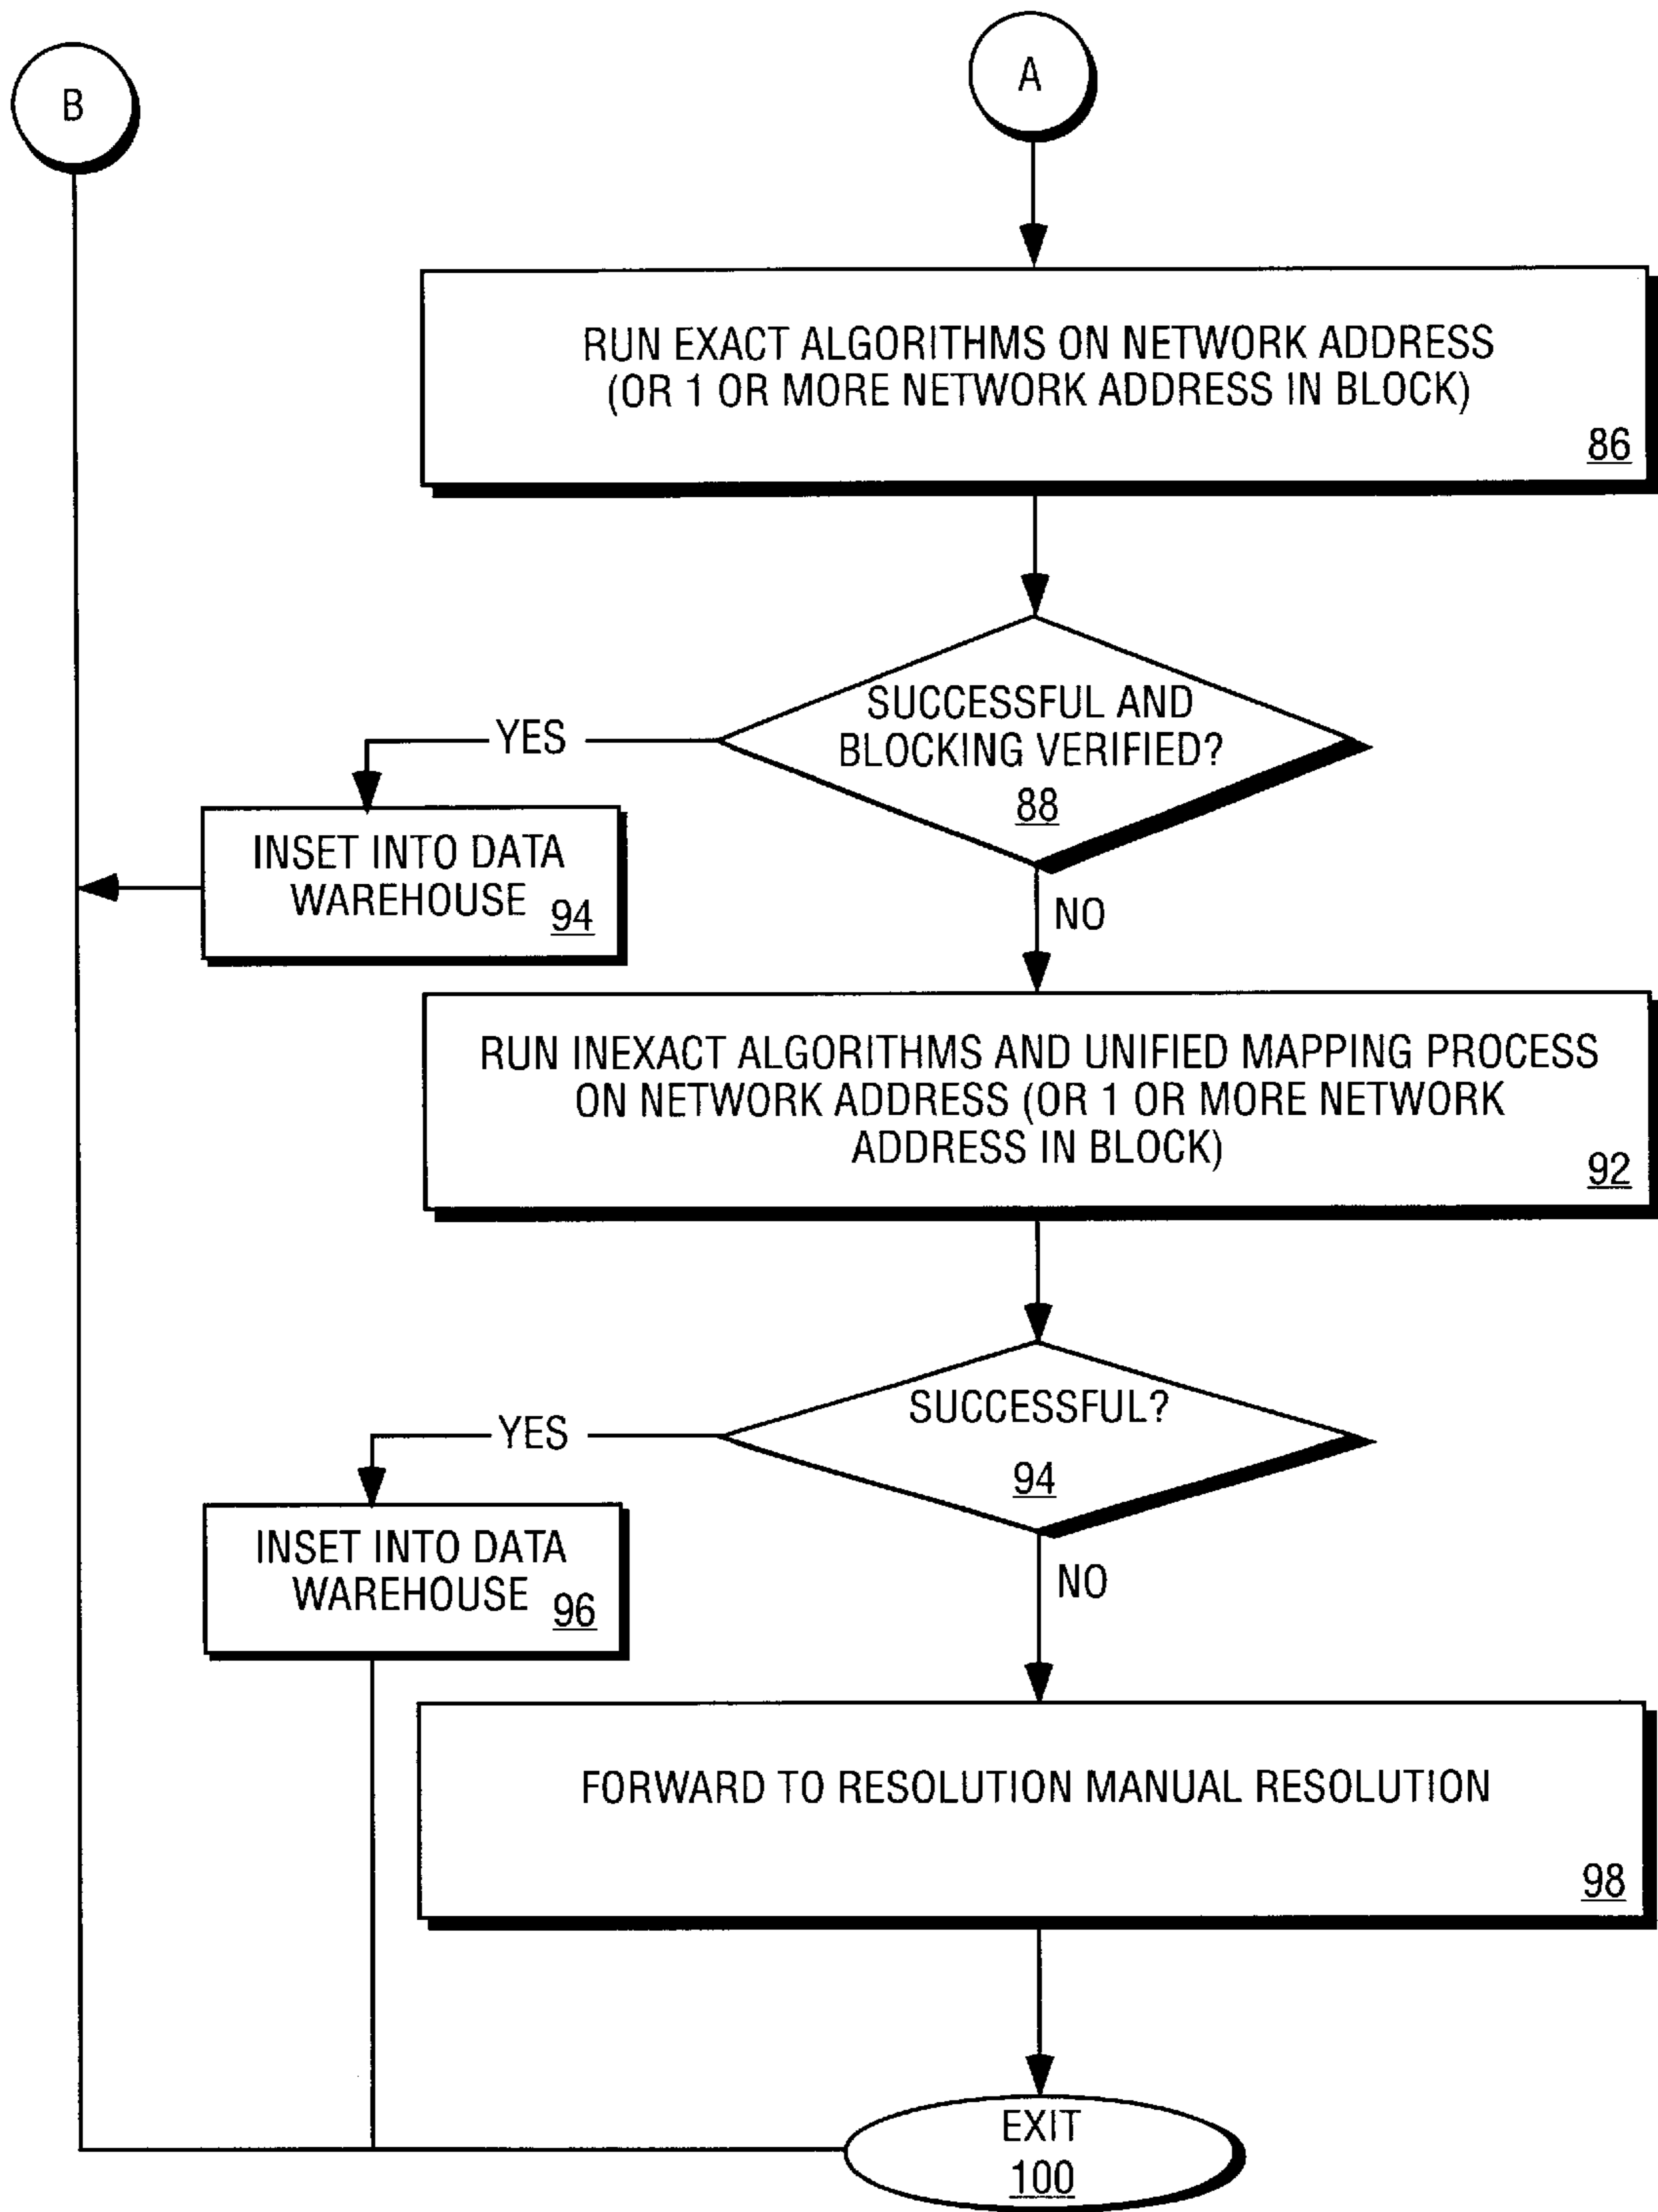 B
A
RUN EXACT ALGORITHMS ON NETWORK ADDRESS
(OR 1 OR MORE NETWORK ADDRESS IN BLOCK)
86
SUCCESSFUL AND
BLOCKING VERIFIED?
88
YES
INSET INTO DATA
WAREHOUSE 94
NO
RUN INEXACT ALGORITHMS AND UNIFIED MAPPING PROCESS
ON NETWORK ADDRESS (OR 1 OR MORE NETWORK
ADDRESS IN BLOCK)
92
SUCCESSFUL?
94
YES
INSET INTO DATA
WAREHOUSE 96
NO
FORWARD TO RESOLUTION MANUAL RESOLUTION
98
EXIT
100